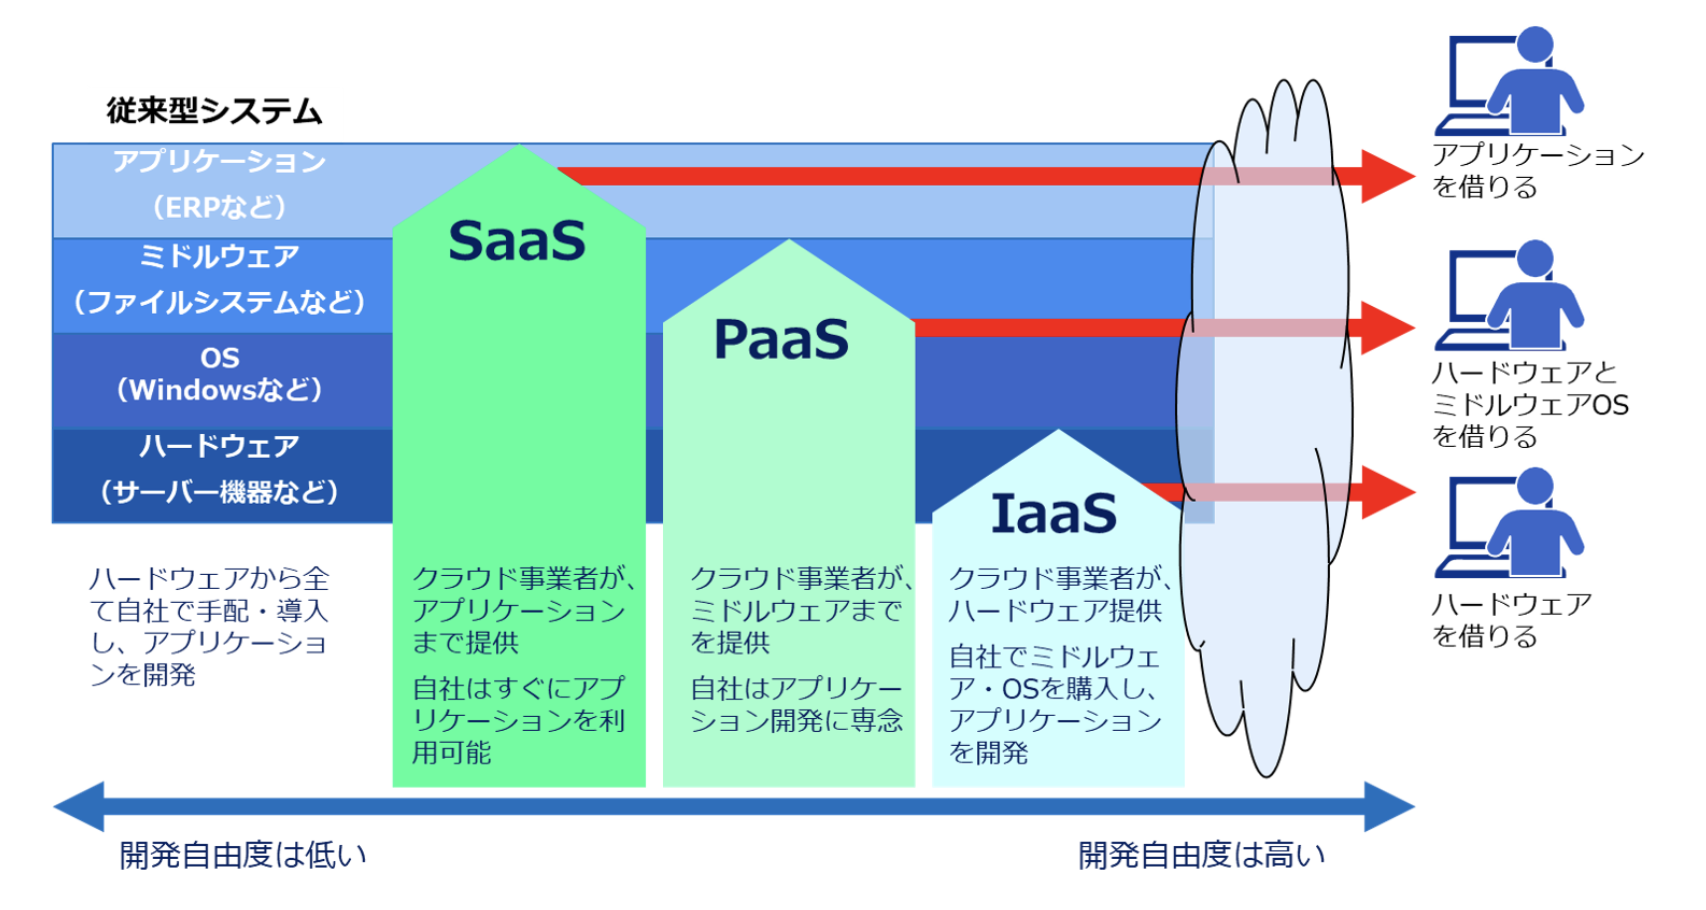 従来型システム
アプリケーション
（ERPなど）
ミドルウェア
（ファイルシステムなど）
OS
（Windowsなど）
ハードウェア
（サーバー機器など）
ハードウェアから全
て自社で手配・導入
し、アプリケーショ
ンを開発
SaaS
クラウド事業者が、
アプリケーション
まで提供
自社はすぐにアプ
リケーションを利
用可能
PaaS
クラウド事業者が、
ミドルウェアまで
を提供
自社はアプリケー
ション開発に専念
IaaS
クラウド事業者が、
ハードウェア提供
自社でミドルウェ
ア・OSを購入し、
アプリケーション
を開発
アプリケーション
を借りる
ハードウェアと
ミドルウェアOS
を借りる
ハードウェア
を借りる
開発自由度は低い
開発自由度は高い